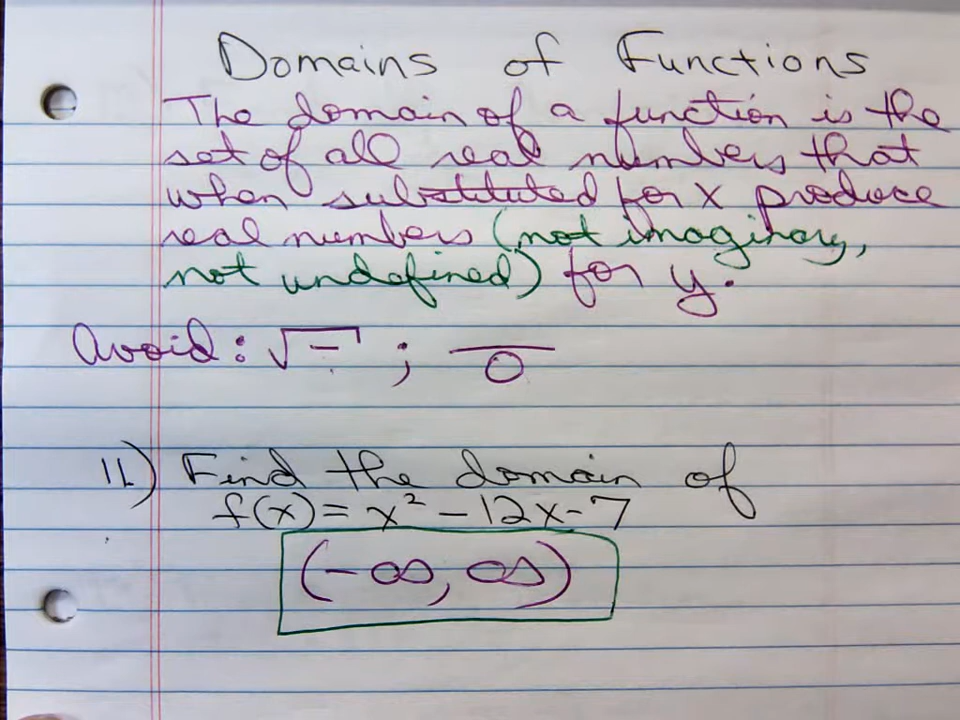 Domains of Functions
The domain of a function is the
set of all real numbers that
when substituted for x produce
real numbers (not imaginary,
not undefined) for y.
Avoid: √− ; —/0
11) Find the domain of
f(x) = x² - 12x - 7
(-∞, ∞)